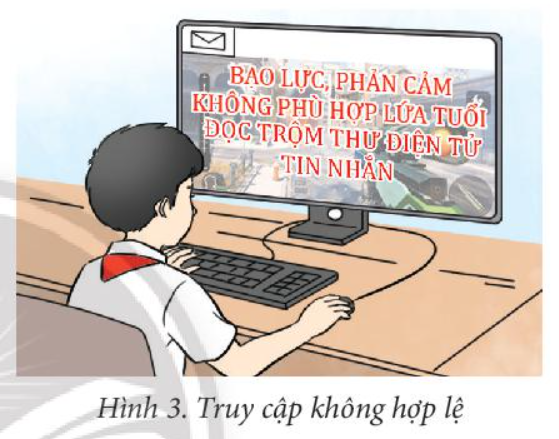 BẠO LỰC, PHẢN CẢM
KHÔNG PHÙ HỢP LỨA TUỔI
ĐỌC TRỘM THƯ ĐIỆN TỬ
TIN NHẮN
Hình 3. Truy cập không hợp lệ